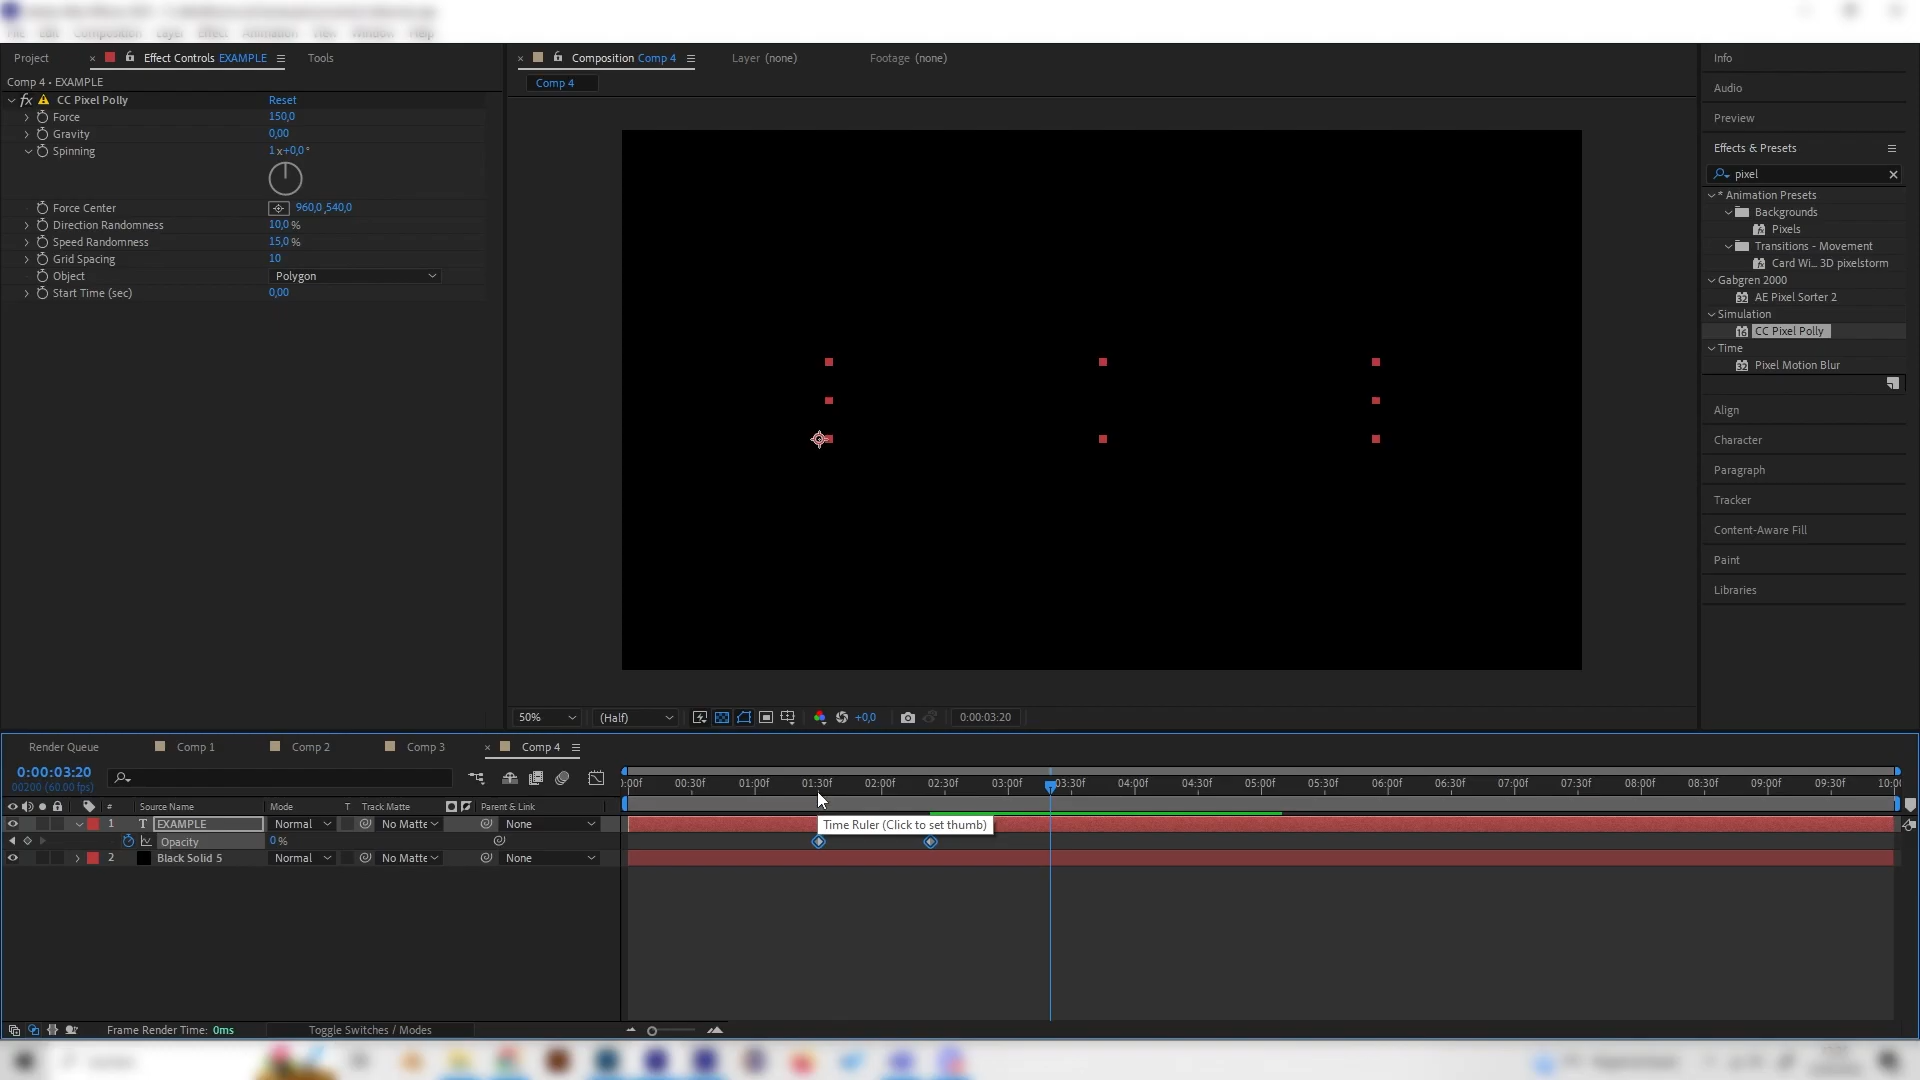 Project
Effect Controls EXAMPLE
Tools
Composition Comp 4
Layer (none)
Footage (none)
Info
Comp 4 • EXAMPLE
Comp 4
Audio
fx CC Pixel Polly Reset
Force 150,0
Gravity 0,00
Spinning 1x+0,0°
Force Center 960,0,540,0
Direction Randomness 10,0 %
Speed Randomness 15,0 %
Grid Spacing 10
Object Polygon
Start Time (sec) 0,00
Preview
Effects & Presets
pixel
* Animation Presets
Backgrounds
Pixels
Transitions - Movement
Card Wi... 3D pixelstorm
Gabgren 2000
AE Pixel Sorter 2
Simulation
CC Pixel Polly
Time
Pixel Motion Blur
Align
Character
Paragraph
Tracker
Content-Aware Fill
Paint
Libraries
50% (Half) +0,0 0:00:03:20
Render Queue Comp 1 Comp 2 Comp 3 Comp 4
0:00:03:20
00200 (60.00 fps)
):00f 00:30f 01:00f 01:30f 02:00f 02:30f 03:00f 03:30f 04:00f 04:30f 05:00f 05:30f 06:00f 06:30f 07:00f 07:30f 08:00f 08:30f 09:00f 09:30f 10:00
# Source Name Mode T Track Matte Parent & Link
1 T EXAMPLE Normal No Matte None
Time Ruler (Click to set thumb)
Opacity 0 %
2 Black Solid 5 Normal No Matte None
Frame Render Time: 0ms Toggle Switches / Modes